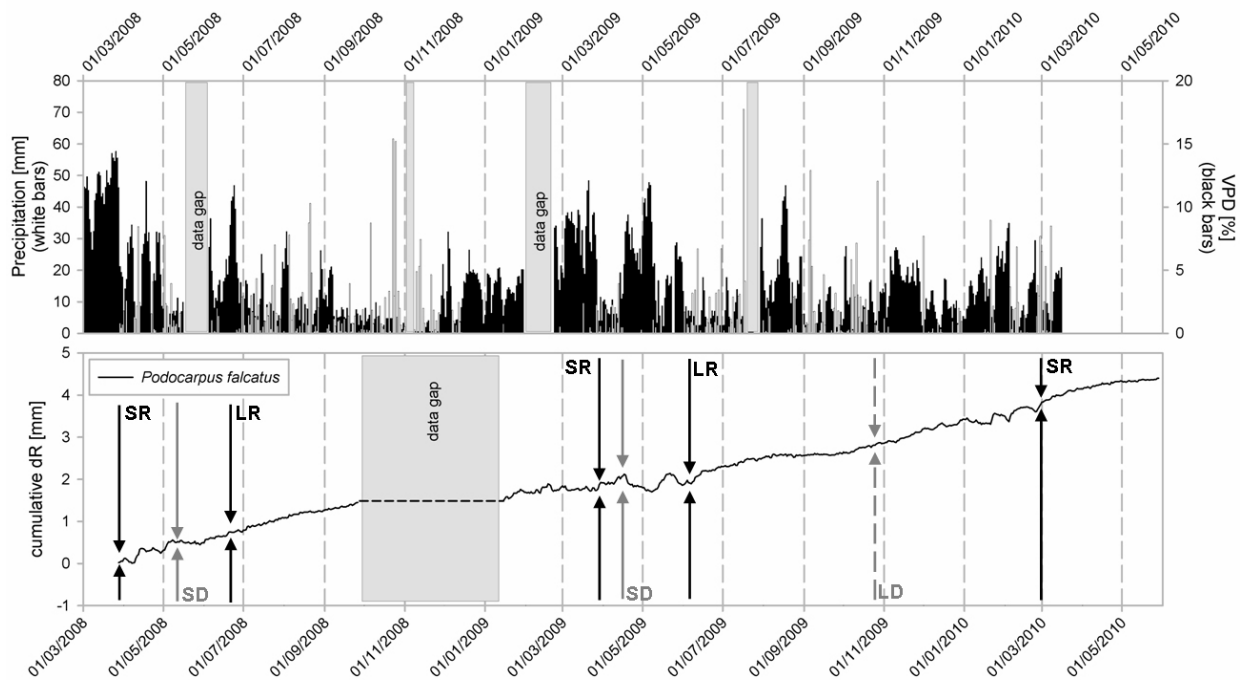 01/03/2008 01/05/2008 01/07/2008 01/09/2008 01/11/2008 01/01/2009 01/03/2009 01/05/2009 01/07/2009 01/09/2009 01/11/2009 01/01/2010 01/03/2010 01/05/2010
Precipitation [mm]
(white bars)
80
70
60
50
40
30
20
10
0
data gap
data gap
20
15
10
5
0
VPD [%]
(black bars)
cumulative dR [mm]
5
4
3
2
1
0
-1
Podocarpus falcatus
SR
SD
LR
data gap
SR
SD
LR
LD
SR
01/03/2008 01/05/2008 01/07/2008 01/09/2008 01/11/2008 01/01/2009 01/03/2009 01/05/2009 01/07/2009 01/09/2009 01/11/2009 01/01/2010 01/03/2010 01/05/2010